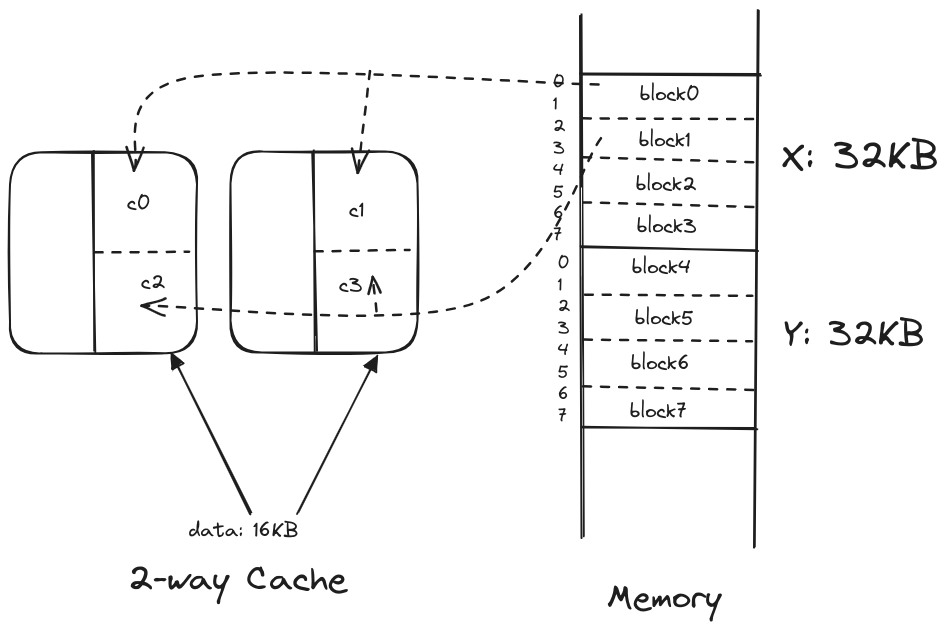 c0
c2
c1
c3
data: 16KB
2-way Cache
0
1
2
3
4
5
6
7
0
1
2
3
4
5
6
7
block0
block1
block2
block3
block4
block5
block6
block7
X: 32KB
Y: 32KB
Memory